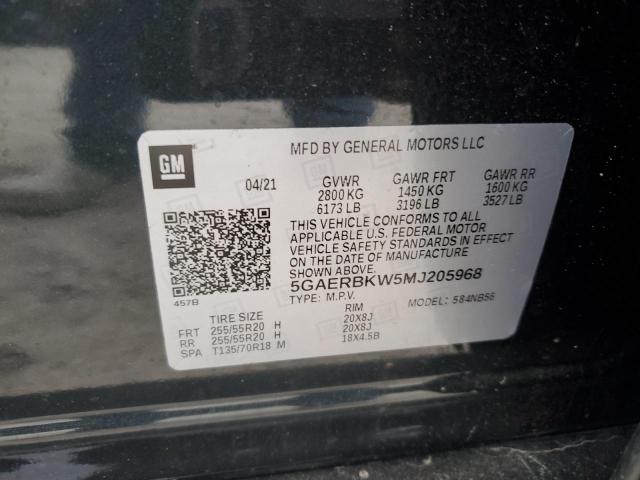 GM
MFD BY GENERAL MOTORS LLC
04/21 GVWR GAWR FRT GAWR RR
2800 KG 1450 KG 1600 KG
6173 LB 3196 LB 3527 LB
THIS VEHICLE CONFORMS TO ALL
APPLICABLE U.S. FEDERAL MOTOR
VEHICLE SAFETY STANDARDS IN EFFECT
ON THE DATE OF MANUFACTURE
SHOWN ABOVE.
5GAERBKW5MJ205968
457B
TYPE: M.P.V. MODEL: 584NB56
TIRE SIZE RIM
FRT 255/55R20 H 20X8J
RR 255/55R20 H 20X8J
SPA T135/70R18 M 18X4.5B